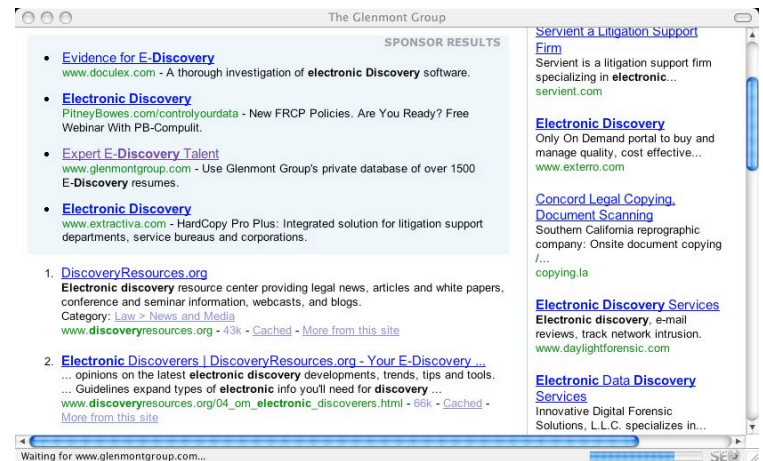 The Glenmont Group
SPONSOR RESULTS
Evidence for E-Discovery
www.doculex.com - A thorough investigation of electronic Discovery software.
Electronic Discovery
PitneyBowes.com/controlyourdata - New FRCP Policies. Are You Ready? Free
Webinar With PB-Compulit.
Expert E-Discovery Talent
www.glenmontgroup.com - Use Glenmont Group's private database of over 1500
E-Discovery resumes.
Electronic Discovery
www.extractiva.com - HardCopy Pro Plus: Integrated solution for litigation support
departments, service bureaus and corporations.
1. DiscoveryResources.org
Electronic discovery resource center providing legal news, articles and white papers,
conference and seminar information, webcasts, and blogs.
Category: Law > News and Media
www.discoveryresources.org - 43k - Cached - More from this site
2. Electronic Discoverers | DiscoveryResources.org - Your E-Discovery ...
... opinions on the latest electronic discovery developments, trends, tips and tools.
... Guidelines expand types of electronic info you'll need for discovery ...
www.discoveryresources.org/04_om_electronic_discoverers.html - 66k - Cached -
More from this site
Servient a Litigation Support
Firm
Servient is a litigation support firm
specializing in electronic...
servient.com
Electronic Discovery
Only On Demand portal to buy and
manage quality, cost effective...
www.exterro.com
Concord Legal Copying,
Document Scanning
Southern California reprographic
company: Onsite document copying
/...
copying.la
Electronic Discovery Services
Electronic discovery, e-mail
reviews, track network intrusion.
www.daylightforensic.com
Electronic Data Discovery
Services
Innovative Digital Forensic
Solutions, L.L.C. specializes in...
Waiting for www.glenmontgroup.com...